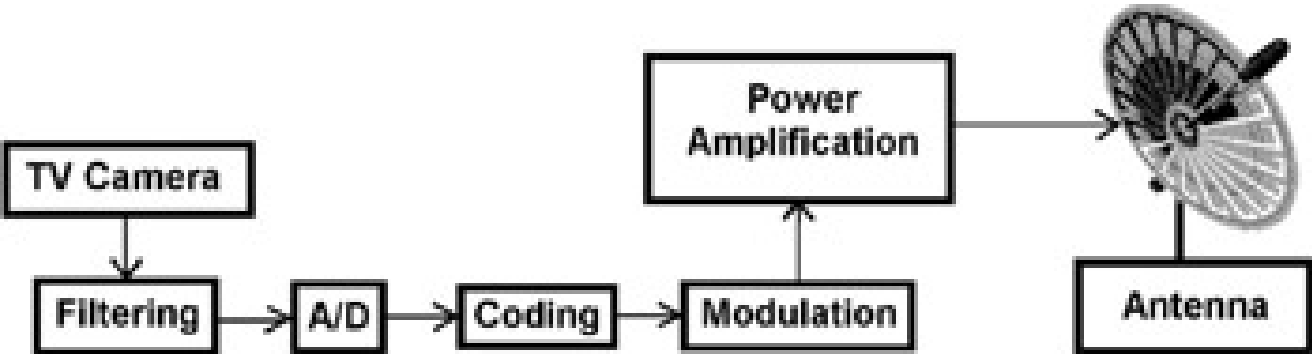 TV Camera
Filtering
A/D
Coding
Modulation
Power
Amplification
Antenna